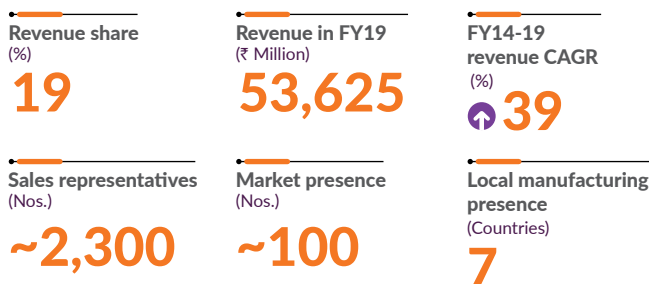 Revenue share
(%)
19
Revenue in FY19
(₹ Million)
53,625
FY14-19
revenue CAGR
(%)
39
Sales representatives
(Nos.)
~2,300
Market presence
(Nos.)
~100
Local manufacturing
presence
(Countries)
7